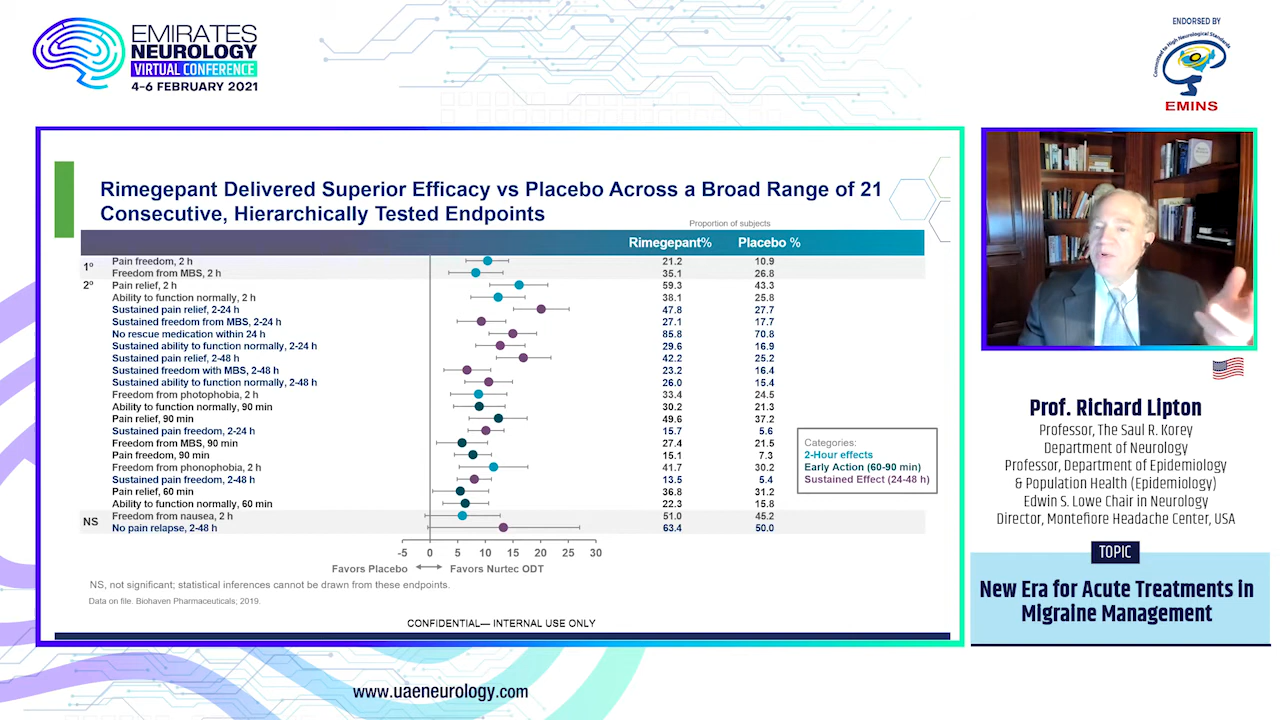 EMIRATES
NEUROLOGY
VIRTUAL CONFERENCE
4-6 FEBRUARY 2021
ENDORSED BY
Committed to High Neurological Standards
EMINS
Rimegepant Delivered Superior Efficacy vs Placebo Across a Broad Range of 21
Consecutive, Hierarchically Tested Endpoints
Proportion of subjects
Rimegepant% Placebo %
1º
Pain freedom, 2 h 21.2 10.9
Freedom from MBS, 2 h 35.1 26.8
2º Pain relief, 2 h 59.3 43.3
Ability to function normally, 2 h 38.1 25.8
Sustained pain relief, 2-24 h 47.8 27.7
Sustained freedom from MBS, 2-24 h 27.1 17.7
No rescue medication within 24 h 85.8 70.8
Sustained ability to function normally, 2-24 h 29.6 16.9
Sustained pain relief, 2-48 h 42.2 25.2
Sustained freedom with MBS, 2-48 h 23.2 16.4
Sustained ability to function normally, 2-48 h 26.0 15.4
Freedom from photophobia, 2 h 33.4 24.5
Ability to function normally, 90 min 30.2 21.3
Pain relief, 90 min 49.6 37.2
Sustained pain freedom, 2-24 h 15.7 5.6
Freedom from MBS, 90 min 27.4 21.5
Pain freedom, 90 min 15.1 7.3
Freedom from phonophobia, 2 h 41.7 30.2
Sustained pain freedom, 2-48 h 13.5 5.4
Pain relief, 60 min 36.8 31.2
Ability to function normally, 60 min 22.3 15.8
NS
Freedom from nausea, 2 h 51.0 45.2
No pain relapse, 2-48 h 63.4 50.0
Categories:
2-Hour effects
Early Action (60-90 min)
Sustained Effect (24-48 h)
-5 0 5 10 15 20 25 30
Favors Placebo Favors Nurtec ODT
NS, not significant; statistical inferences cannot be drawn from these endpoints.
Data on file. Biohaven Pharmaceuticals; 2019.
CONFIDENTIAL— INTERNAL USE ONLY
Prof. Richard Lipton
Professor, The Saul R. Korey
Department of Neurology
Professor, Department of Epidemiology
& Population Health (Epidemiology)
Edwin S. Lowe Chair in Neurology
Director, Montefiore Headache Center, USA
TOPIC
New Era for Acute Treatments in
Migraine Management
www.uaeneurology.com